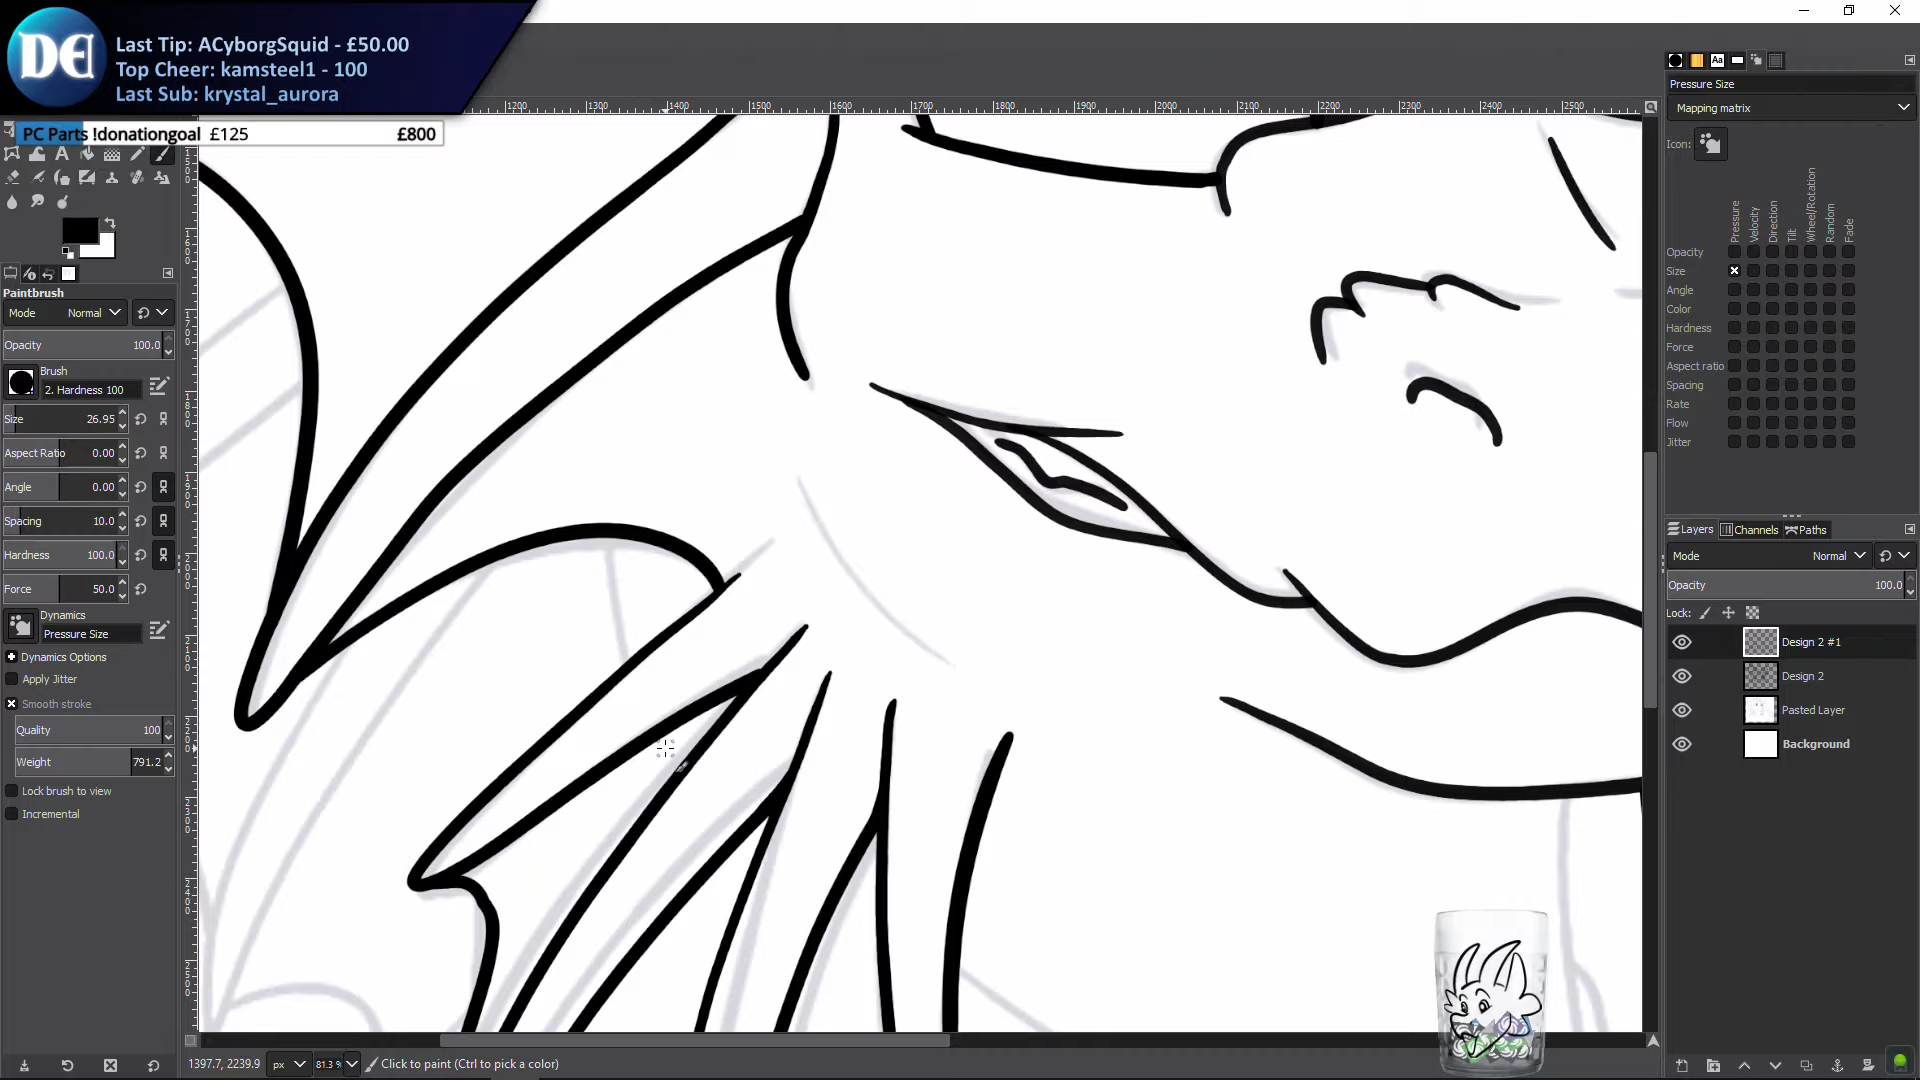 DE
Last Tip: ACyborgSquid - £50.00
Top Cheer: kamsteel1 - 100
Last Sub: krystal_aurora
PC Parts !donationgoal £125 £800
1200 1300 1400 1500 1600 1700 1800 1900 2000 2100 2200 2300 2400 2500
Paintbrush
Mode Normal
Opacity 100.0
Brush
2. Hardness 100
Size 26.95
Aspect Ratio 0.00
Angle 0.00
Spacing 10.0
Hardness 100.0
Force 50.0
Dynamics
Pressure Size
Dynamics Options
Apply Jitter
Smooth stroke
Quality 100
Weight 791.2
Lock brush to view
Incremental
1397.7, 2239.9 px 81.3 % Click to paint (Ctrl to pick a color)
Aa
Pressure Size
Mapping matrix
Icon:
Pressure Velocity Direction Tilt Wheel/Rotation Random Fade
Opacity
Size
Angle
Color
Hardness
Force
Aspect ratio
Spacing
Rate
Flow
Jitter
Layers Channels Paths
Mode Normal
Opacity 100.0
Lock:
Design 2 #1
Design 2
Pasted Layer
Background